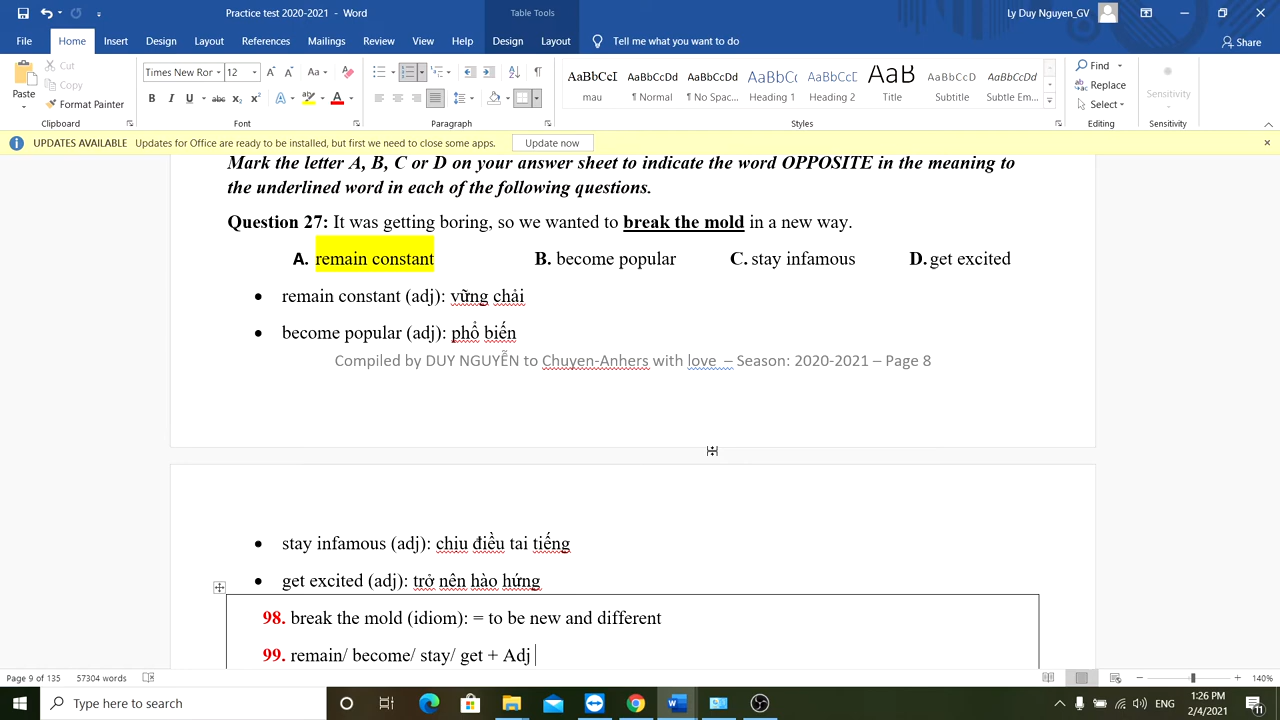 Practice test 2020-2021 - Word
Table Tools
Ly Duy Nguyen_GV
File Home Insert Design Layout References Mailings Review View Help Design Layout Tell me what you want to do Share
Paste Cut Copy Format Painter
Times New Ror 12
B I U abc x₂ x² A A
AaBbCcI AaBbCcDd AaBbCcDd AaBbC( AaBbCcE AaB AaBbCcD AaBbCcDd
mau ¶ Normal ¶ No Spac... Heading 1 Heading 2 Title Subtitle Subtle Em...
Find Replace Select Sensitivity
Clipboard Font Paragraph Styles Editing Sensitivity
UPDATES AVAILABLE Updates for Office are ready to be installed, but first we need to close some apps. Update now
Mark the letter A, B, C or D on your answer sheet to indicate the word OPPOSITE in the meaning to
the underlined word in each of the following questions.
Question 27: It was getting boring, so we wanted to break the mold in a new way.
A. remain constant B. become popular C. stay infamous D. get excited
• remain constant (adj): vững chải
• become popular (adj): phổ biến
Compiled by DUY NGUYỄN to Chuyen-Anhers with love – Season: 2020-2021 – Page 8
• stay infamous (adj): chịu điều tai tiếng
• get excited (adj): trở nên hào hứng
98. break the mold (idiom): = to be new and different
99. remain/ become/ stay/ get + Adj
Page 9 of 135 57304 words 140%
Type here to search ENG 1:26 PM
2/4/2021 11